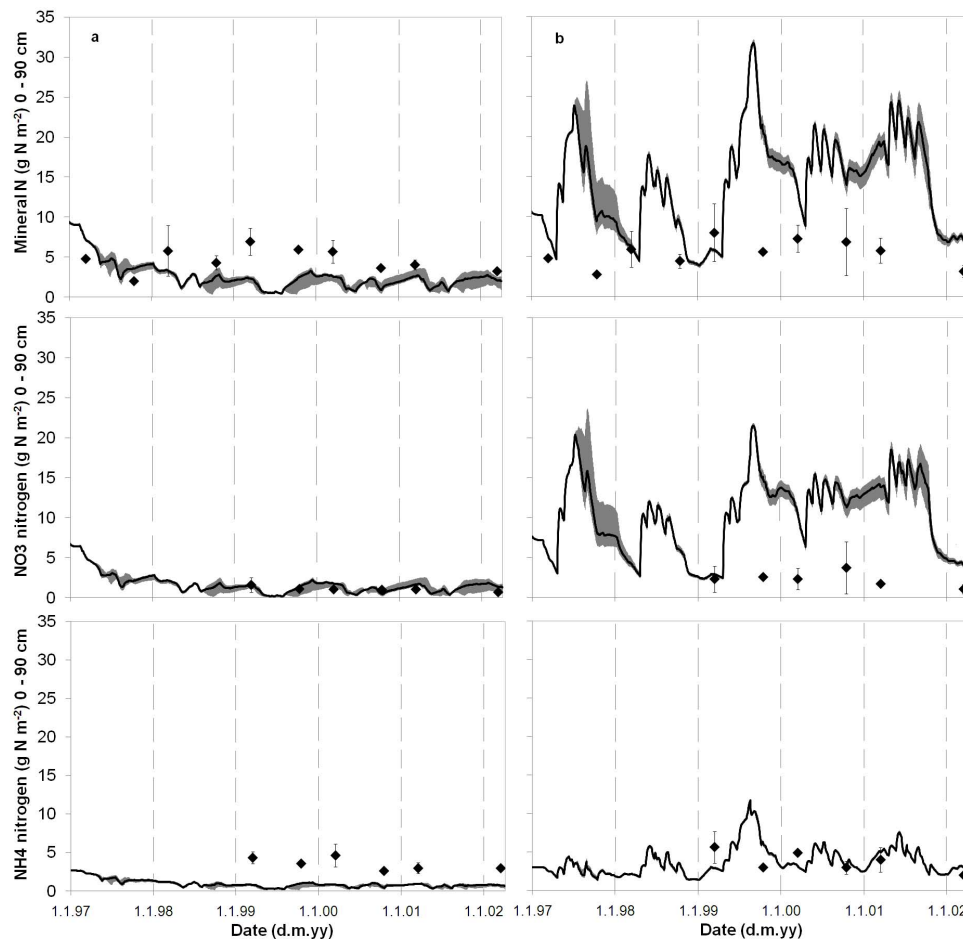 a
b
Mineral N (g N m-2) 0 - 90 cm
35
30
25
20
15
10
5
0
NO3 nitrogen (g N m-2) 0 - 90 cm
35
30
25
20
15
10
5
0
NH4 nitrogen (g N m-2) 0 - 90 cm
35
30
25
20
15
10
5
0
1.1.97 1.1.98 1.1.99 1.1.00 1.1.01 1.1.02
1.1.97 1.1.98 1.1.99 1.1.00 1.1.01 1.1.02
Date (d.m.yy)
Date (d.m.yy)